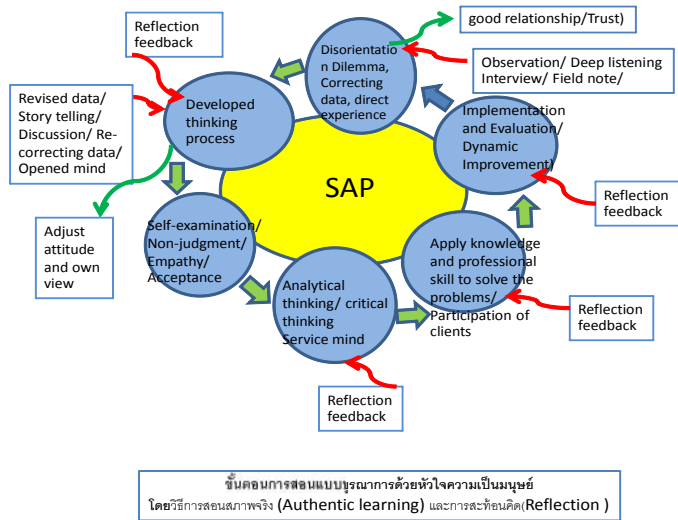 good relationship/Trust)
Reflection
feedback
Disorientatio
n Dilemma,
Correcting
data, direct
experience
Observation/ Deep listening
Interview/ Field note/
Revised data/
Story telling/
Discussion/ Re-
correcting data/
Opened mind
Developed
thinking
process
Implementation
and Evaluation/
Dynamic
Improvement)
SAP
Reflection
feedback
Adjust
attitude
and own
view
Self-examination/
Non-judgment/
Empathy/
Acceptance
Analytical
thinking/ critical
thinking
Service mind
Apply knowledge
and professional
skill to solve the
problems/
Participation of
clients
Reflection
feedback
Reflection
feedback
ขั้นตอนการสอนแบบบูรณาการด้วยหัวใจความเป็นมนุษย์
โดยวิธีการสอนสภาพจริง (Authentic learning) และการสะท้อนคิด(Reflection )